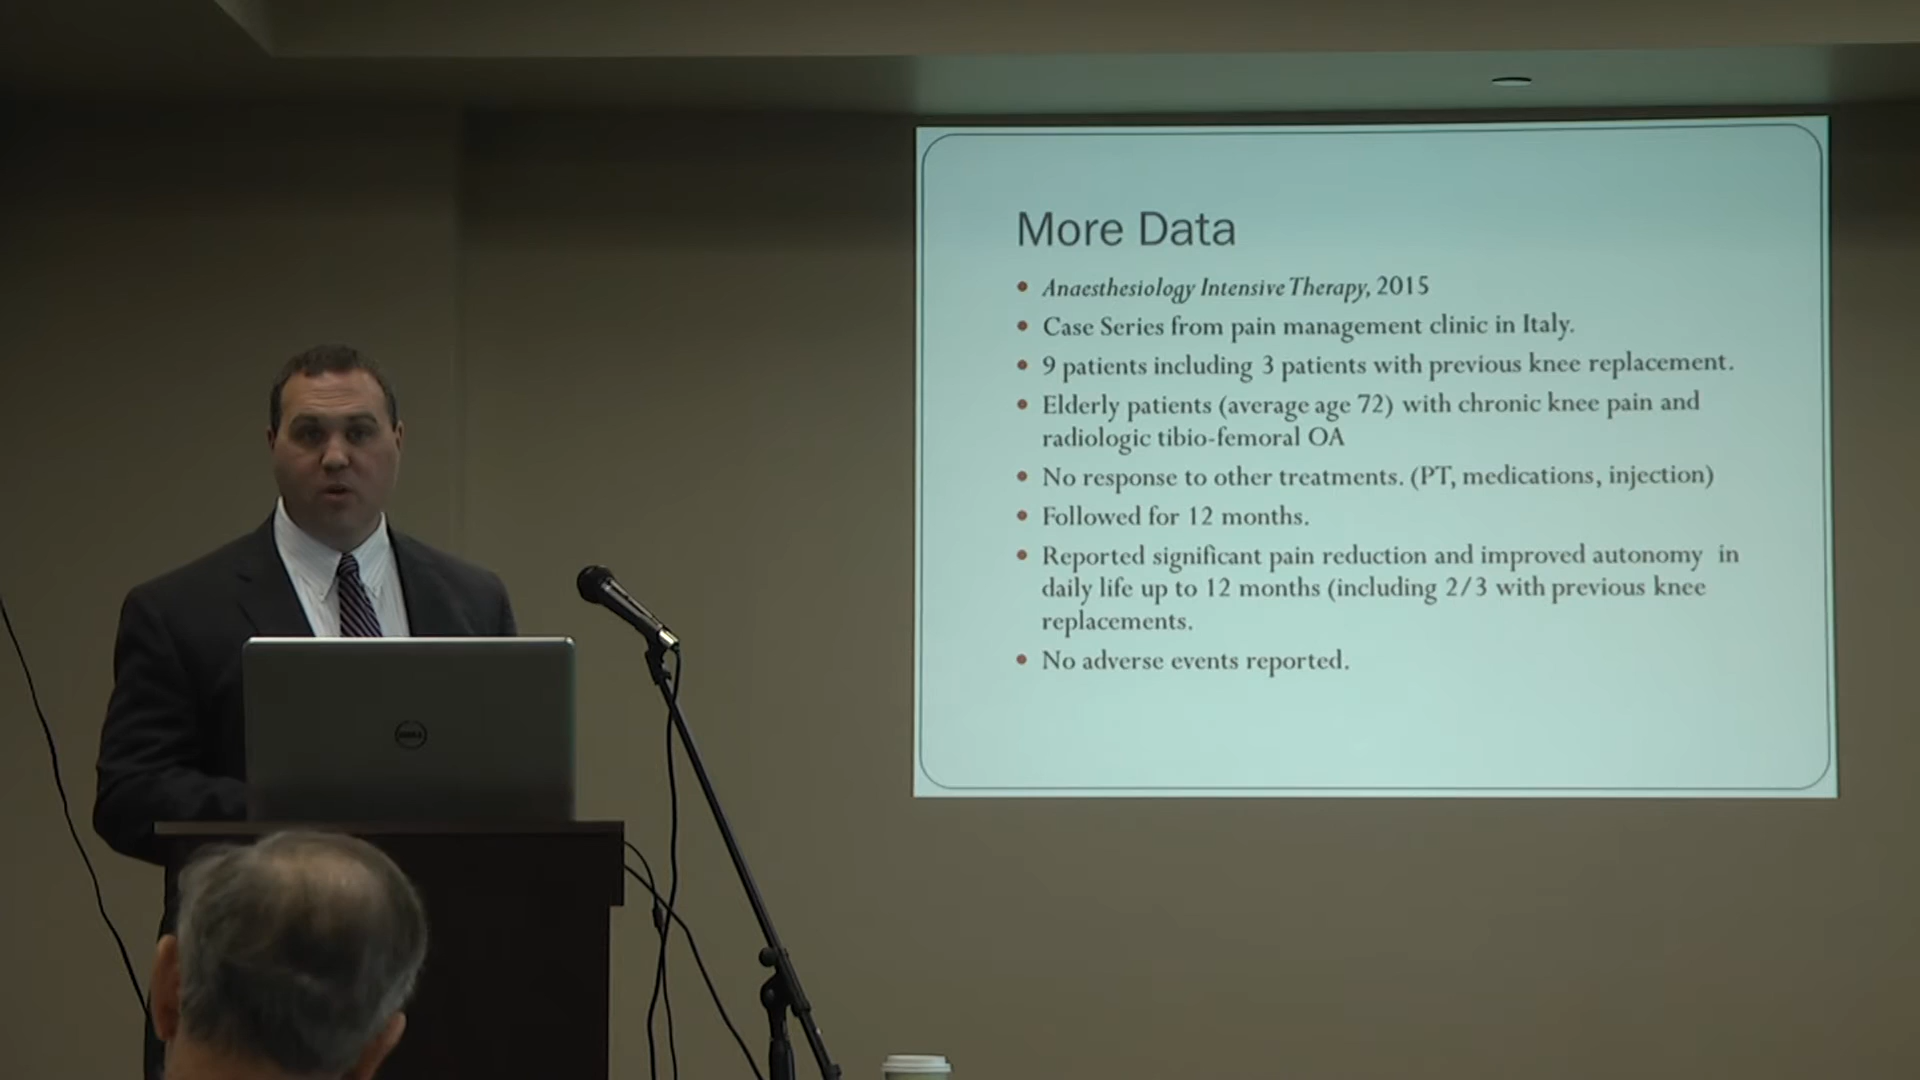 More Data
• Anaesthesiology Intensive Therapy, 2015
• Case Series from pain management clinic in Italy.
• 9 patients including 3 patients with previous knee replacement.
• Elderly patients (average age 72) with chronic knee pain and
radiologic tibio-femoral OA
• No response to other treatments. (PT, medications, injection)
• Followed for 12 months.
• Reported significant pain reduction and improved autonomy in
daily life up to 12 months (including 2/3 with previous knee
replacements.
• No adverse events reported.
DELL